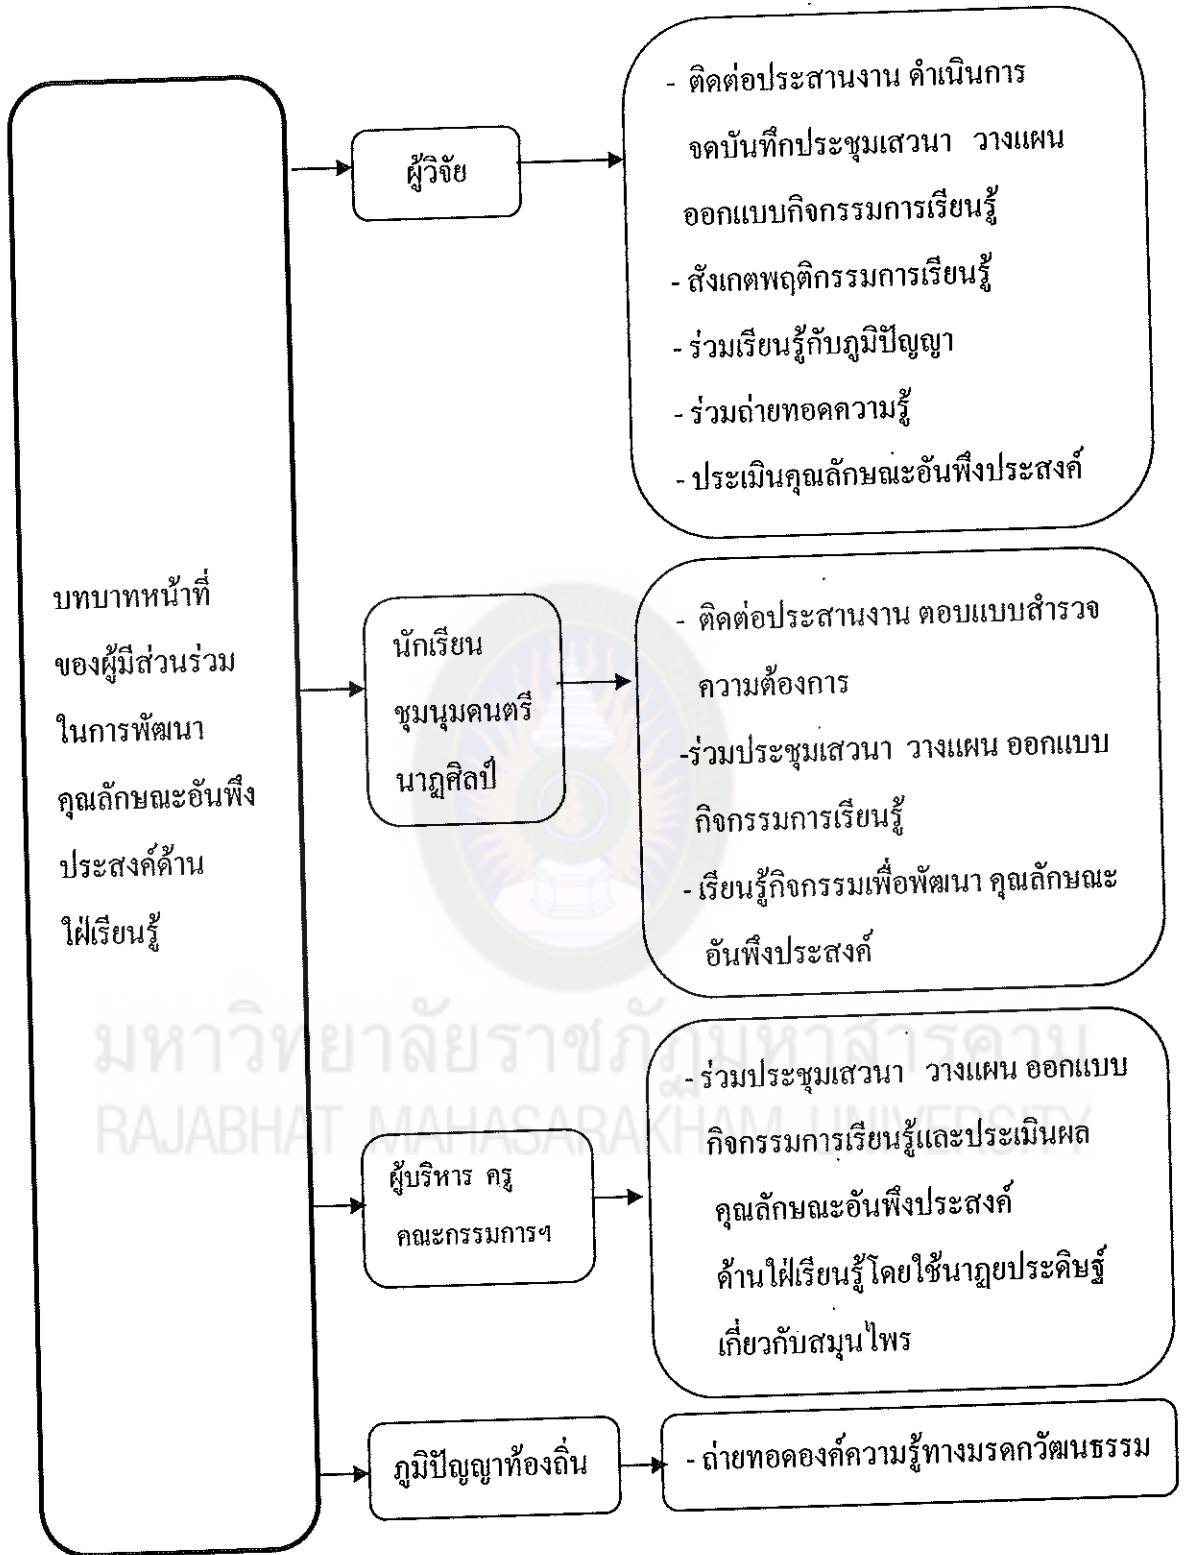 บทบาทหน้าที่
ของผู้มีส่วนร่วม
ในการพัฒนา
คุณลักษณะอันพึง
ประสงค์ด้าน
ใฝ่เรียนรู้
ผู้วิจัย
- ติดต่อประสานงาน ดำเนินการ
จดบันทึกประชุมเสวนา วางแผน
ออกแบบกิจกรรมการเรียนรู้
- สังเกตพฤติกรรมการเรียนรู้
- ร่วมเรียนรู้กับภูมิปัญญา
- ร่วมถ่ายทอดความรู้
- ประเมินคุณลักษณะอันพึงประสงค์
นักเรียน
ชุมนุมดนตรี
นาฏศิลป์
- ติดต่อประสานงาน ตอบแบบสำรวจ
ความต้องการ
-ร่วมประชุมเสวนา วางแผน ออกแบบ
กิจกรรมการเรียนรู้
- เรียนรู้กิจกรรมเพื่อพัฒนา คุณลักษณะ
อันพึงประสงค์
มหาวิทยาลัยราชภัฏมหาสารคาม
RAJABHAT MAHASARAKHAM UNIVERSITY
ผู้บริหาร ครู
คณะกรรมการฯ
- ร่วมประชุมเสวนา วางแผน ออกแบบ
กิจกรรมการเรียนรู้และประเมินผล
คุณลักษณะอันพึงประสงค์
ด้านใฝ่เรียนรู้โดยใช้นาฏยประดิษฐ์
เกี่ยวกับสมุนไพร
ภูมิปัญญาท้องถิ่น
- ถ่ายทอดองค์ความรู้ทางมรดกวัฒนธรรม